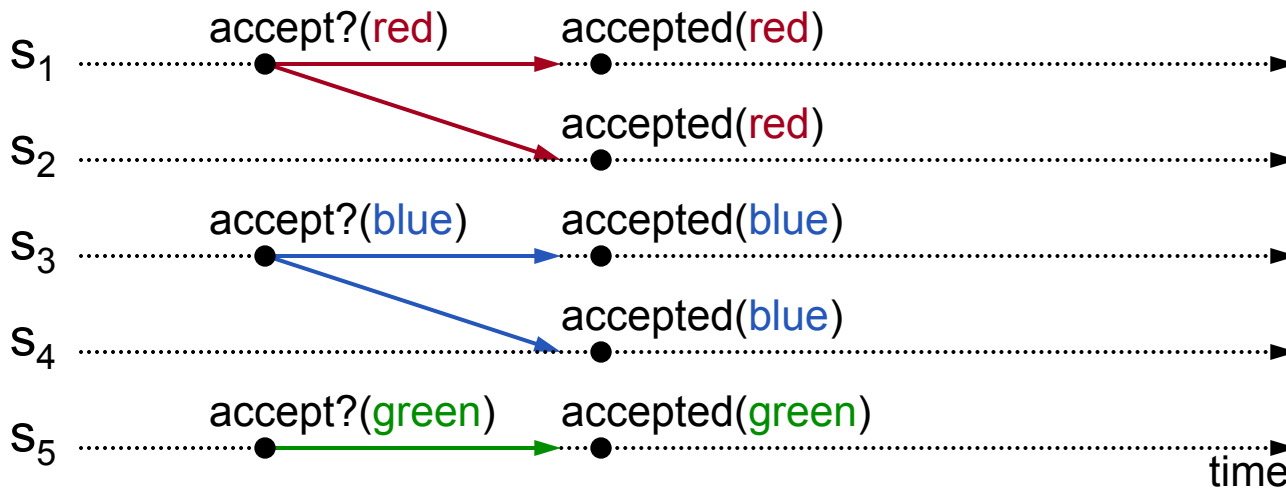 accept?(red) accepted(red)
S1
accepted(red)
S2
accept?(blue) accepted(blue)
S3
accepted(blue)
S4
accept?(green) accepted(green)
S5
time